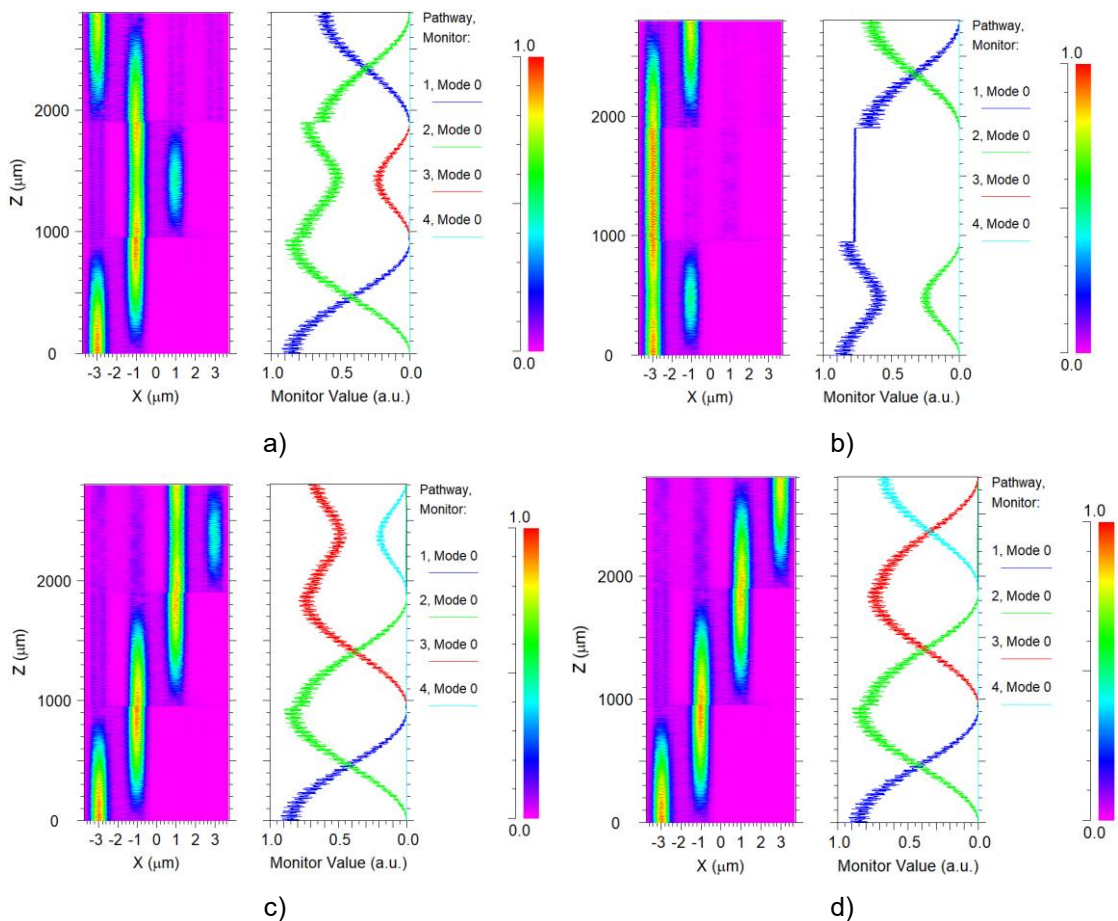 Pathway,
Monitor:
1.0
1, Mode 0
2, Mode 0
3, Mode 0
4, Mode 0
0.0
2000
1000
0
Z (µm)
-3 -2 -1 0 1 2 3
X (µm)
1.0 0.5 0.0
Monitor Value (a.u.)
a)
Pathway,
Monitor:
1.0
1, Mode 0
2, Mode 0
3, Mode 0
4, Mode 0
0.0
2000
1000
0
Z (µm)
-3 -2 -1 0 1 2 3
X (µm)
1.0 0.5 0.0
Monitor Value (a.u.)
b)
Pathway,
Monitor:
1.0
1, Mode 0
2, Mode 0
3, Mode 0
4, Mode 0
0.0
2000
1000
0
Z (µm)
-3 -2 -1 0 1 2 3
X (µm)
1.0 0.5 0.0
Monitor Value (a.u.)
c)
Pathway,
Monitor:
1.0
1, Mode 0
2, Mode 0
3, Mode 0
4, Mode 0
0.0
2000
1000
0
Z (µm)
-3 -2 -1 0 1 2 3
X (µm)
1.0 0.5 0.0
Monitor Value (a.u.)
d)